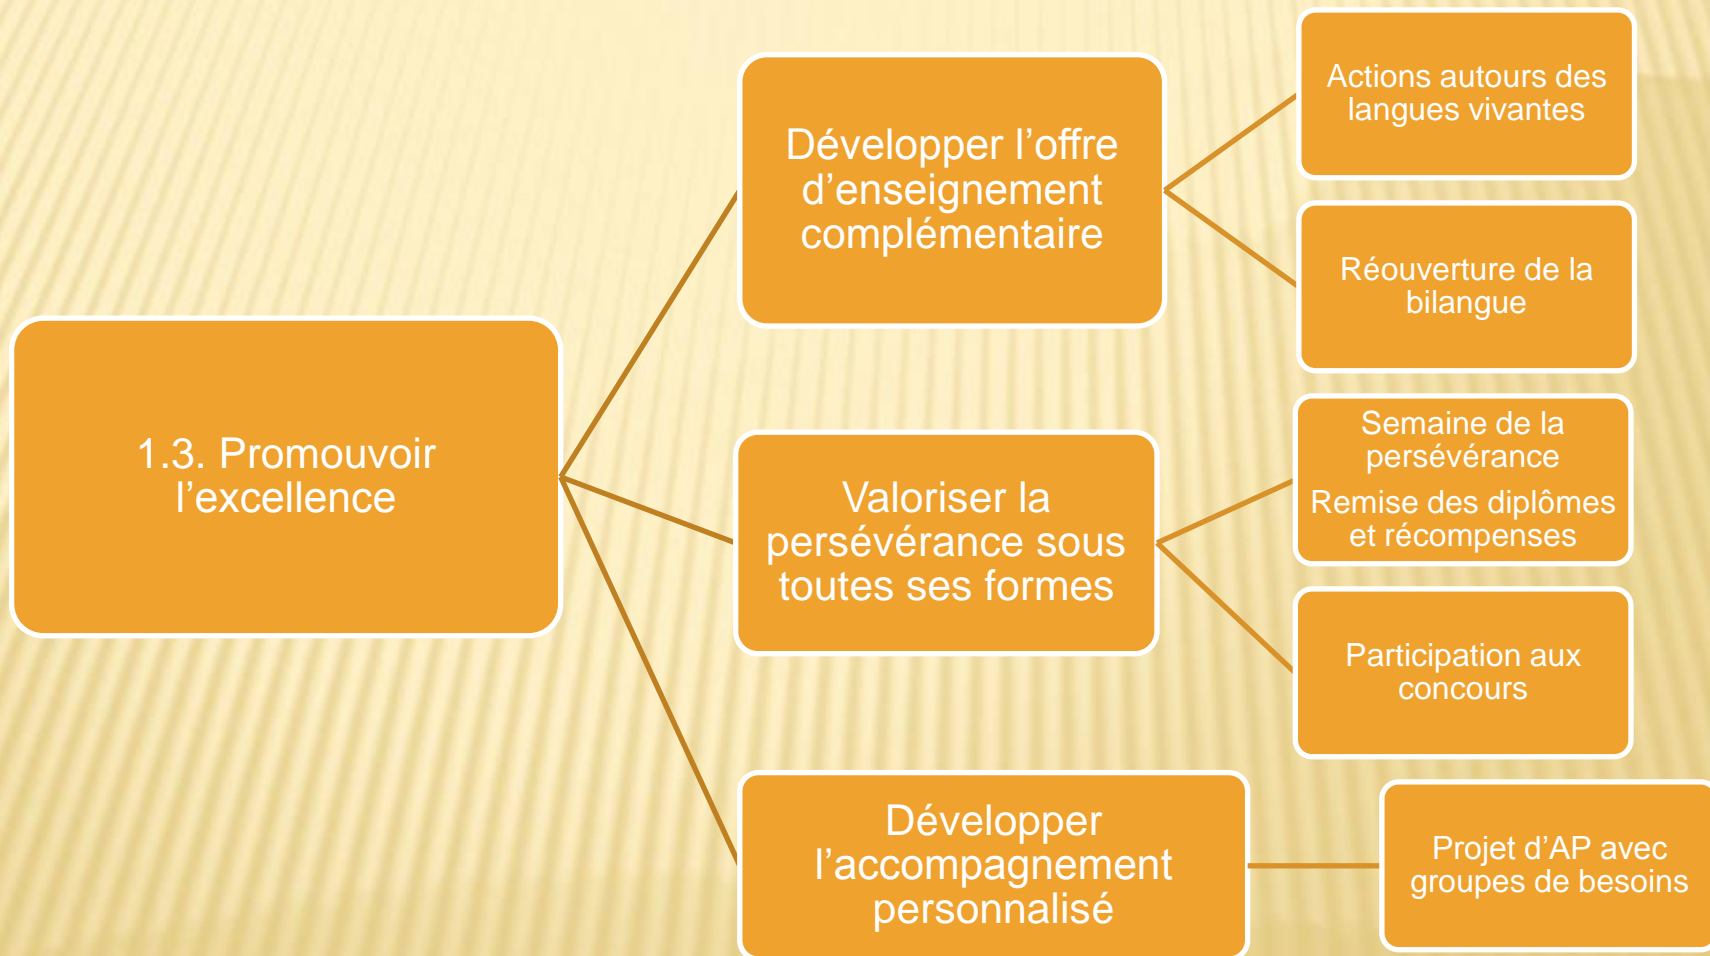 1.3. Promouvoir
l’excellence
Développer l’offre
d’enseignement
complémentaire
Actions autours des
langues vivantes
Réouverture de la
bilangue
Valoriser la
persévérance sous
toutes ses formes
Semaine de la
persévérance
Remise des diplômes
et récompenses
Participation aux
concours
Développer
l’accompagnement
personnalisé
Projet d’AP avec
groupes de besoins